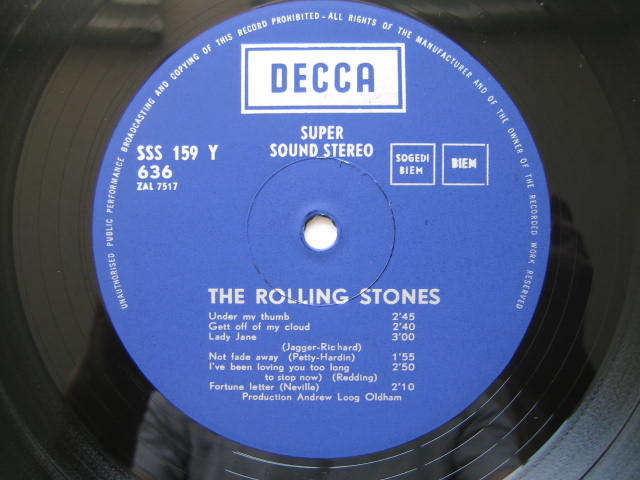 UNAUTHORISED PUBLIC PERFORMANCE BROADCASTING AND COPYING OF THIS RECORD PROHIBITED – ALL RIGHTS OF THE MANUFACTURER AND OF THE OWNER OF THE RECORDED WORK RESERVED
DECCA
SUPER
SOUND STEREO
SSS 159 Y
636
ZAL 7517
SOGEDI
BIEM
BIEM
THE ROLLING STONES
Under my thumb 2'45
Gett off of my cloud 2'40
Lady Jane 3'00
(Jagger-Richard)
Not fade away (Petty-Hardin) 1'55
I've been loving you too long 2'50
to stop now) (Redding)
Fortune letter (Neville) 2'10
Production Andrew Loog Oldham